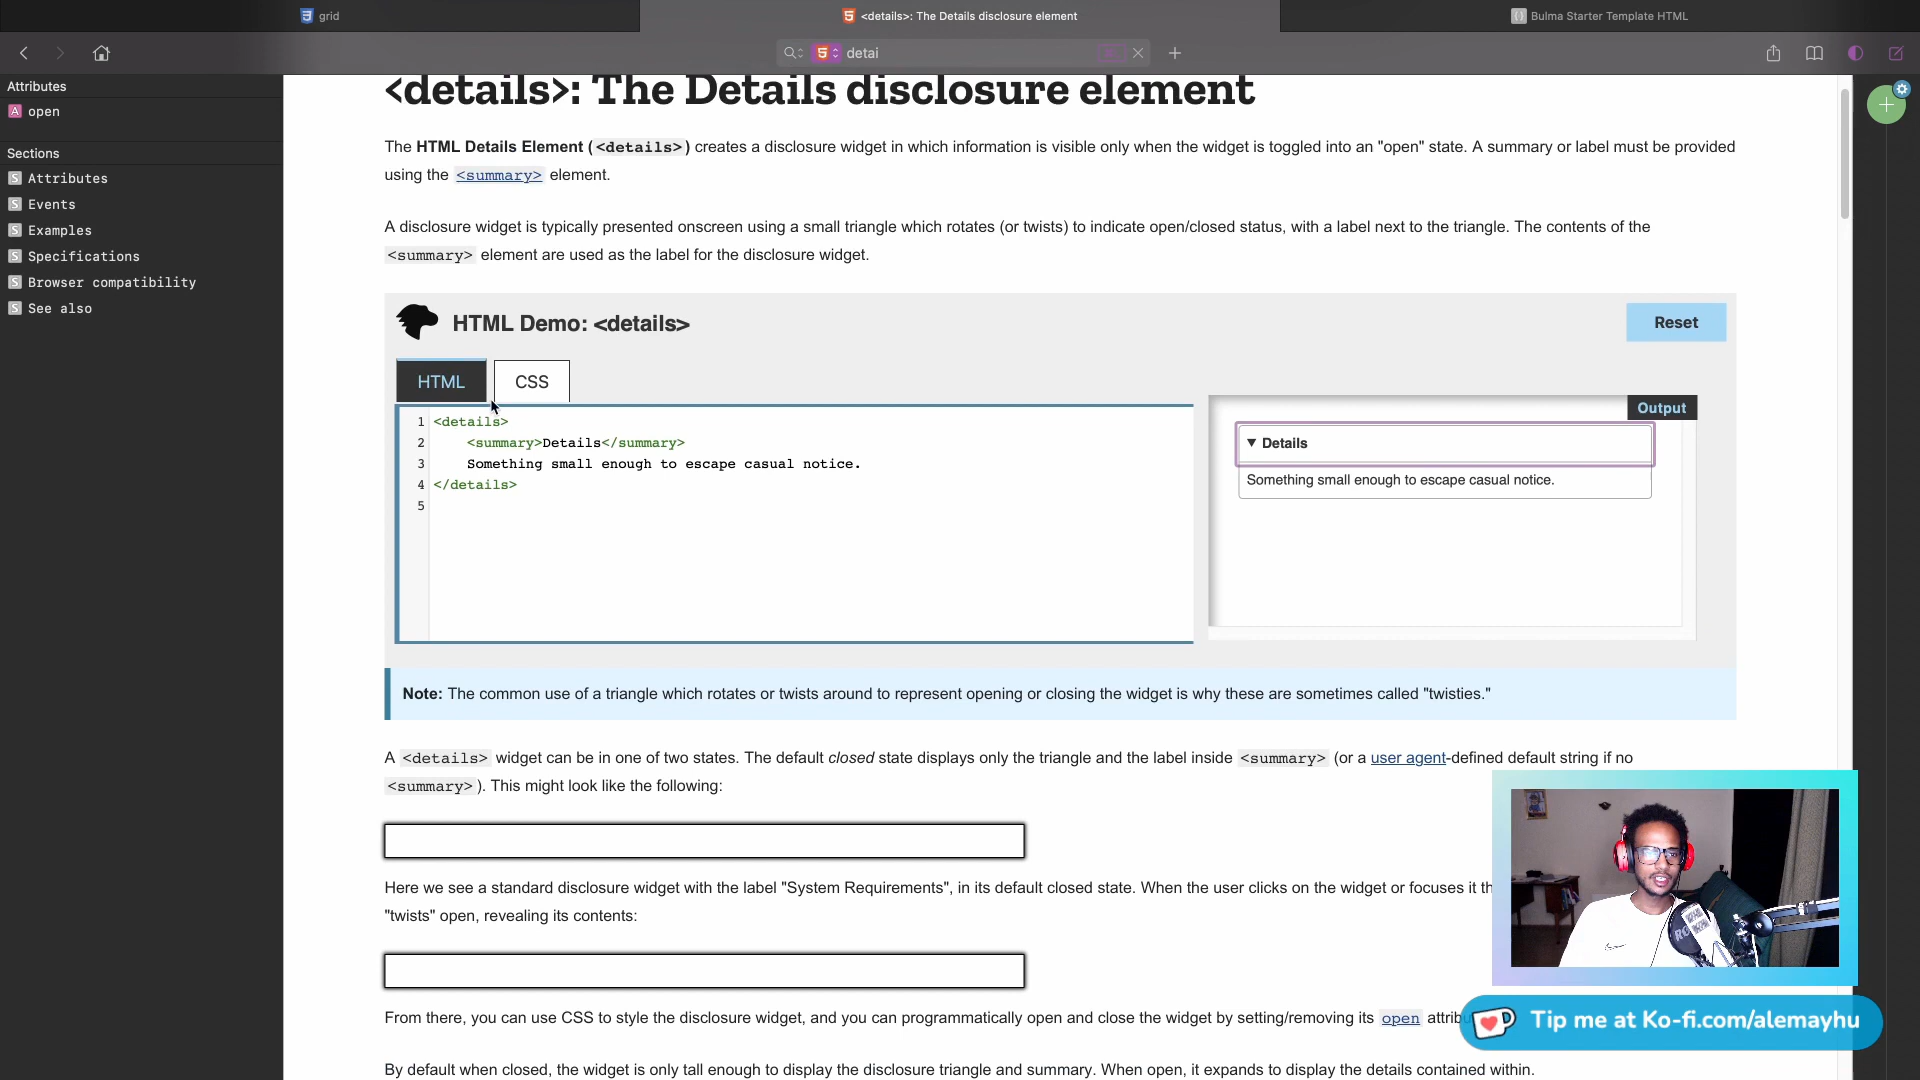 grid
<details>: The Details disclosure element
Bulma Starter Template HTML
detai
Attributes
A open
Sections
S Attributes
S Events
S Examples
S Specifications
S Browser compatibility
S See also
<details>: The Details disclosure element
The HTML Details Element (<details>) creates a disclosure widget in which information is visible only when the widget is toggled into an "open" state. A summary or label must be provided
using the <summary> element.
A disclosure widget is typically presented onscreen using a small triangle which rotates (or twists) to indicate open/closed status, with a label next to the triangle. The contents of the
<summary> element are used as the label for the disclosure widget.
HTML Demo: <details>
Reset
HTML CSS
Output
1 <details>
2 <summary>Details</summary>
3 Something small enough to escape casual notice.
4 </details>
5
▼ Details
Something small enough to escape casual notice.
Note: The common use of a triangle which rotates or twists around to represent opening or closing the widget is why these are sometimes called "twisties."
A <details> widget can be in one of two states. The default closed state displays only the triangle and the label inside <summary> (or a user agent-defined default string if no
<summary>). This might look like the following:
Here we see a standard disclosure widget with the label "System Requirements", in its default closed state. When the user clicks on the widget or focuses it th
"twists" open, revealing its contents:
From there, you can use CSS to style the disclosure widget, and you can programmatically open and close the widget by setting/removing its open attrib
Tip me at Ko-fi.com/alemayhu
By default when closed, the widget is only tall enough to display the disclosure triangle and summary. When open, it expands to display the details contained within.